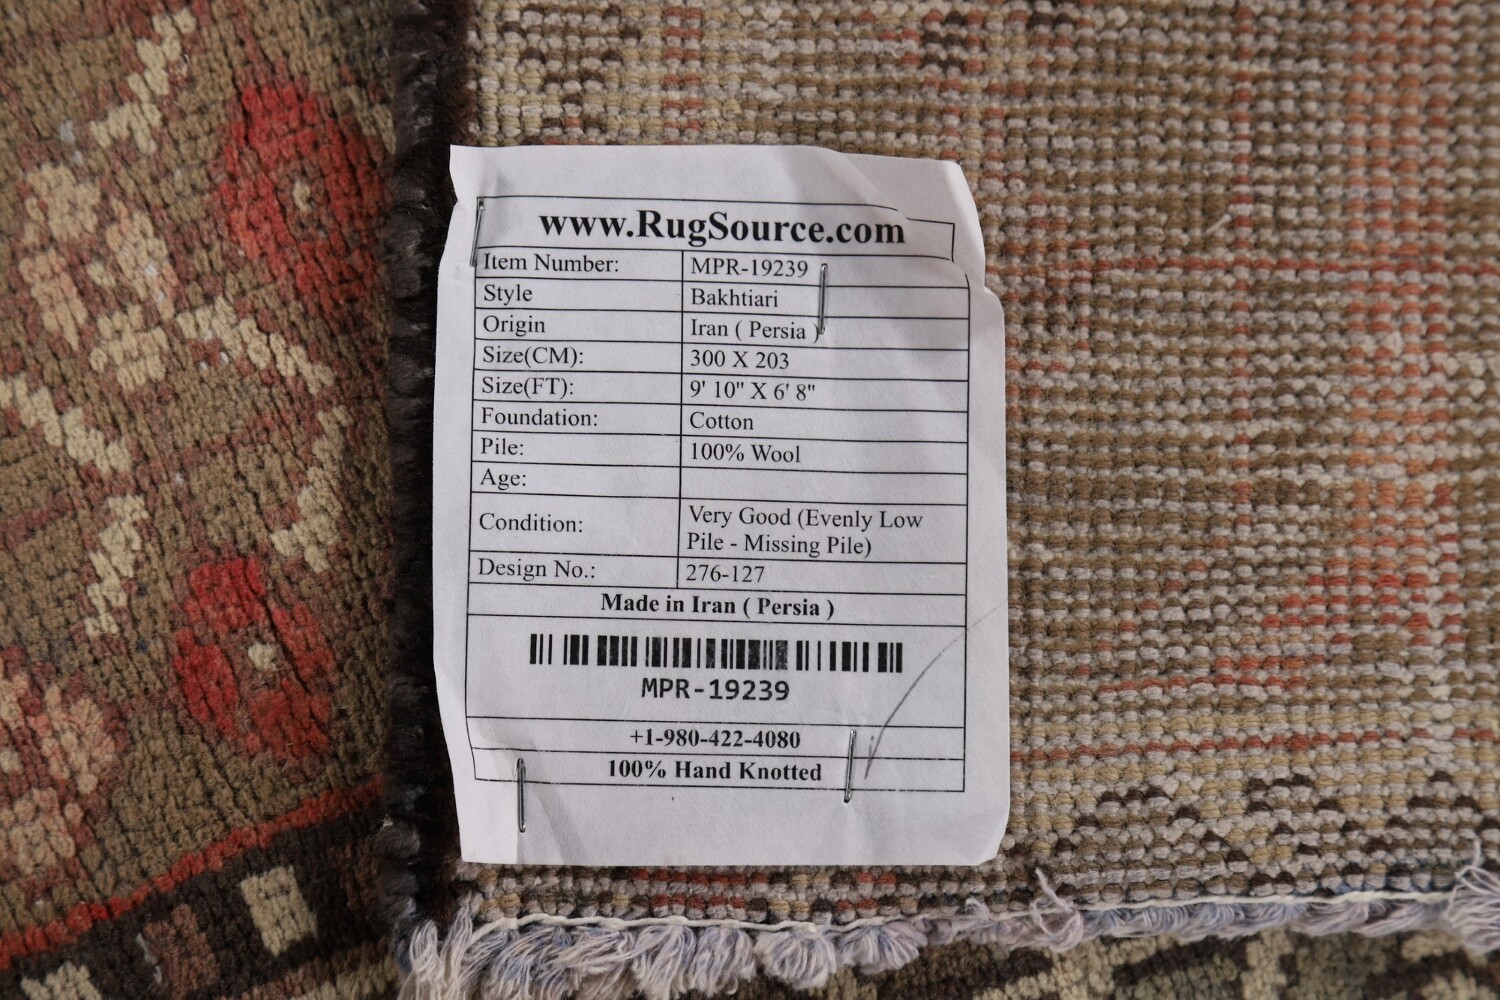 www.RugSource.com
Item Number: MPR-19239
Style Bakhtiari
Origin Iran ( Persia )
Size(CM): 300 X 203
Size(FT): 9' 10" X 6' 8"
Foundation: Cotton
Pile: 100% Wool
Age:
Condition: Very Good (Evenly Low
Pile - Missing Pile)
Design No.: 276-127
Made in Iran ( Persia )
MPR-19239
+1-980-422-4080
100% Hand Knotted